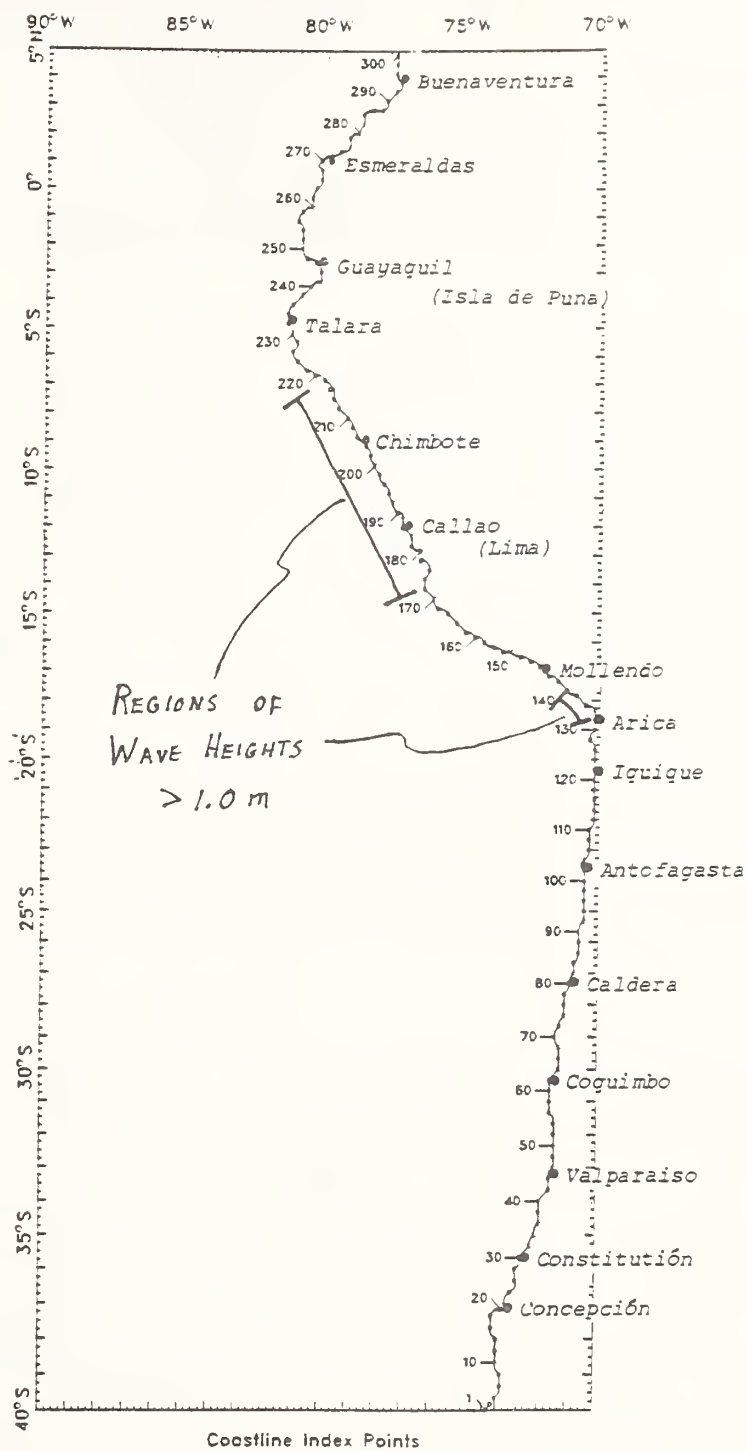 90°W 85°W 80°W 75°W 70°W
5°N
300
Buenaventura
290
280
270
Esmeraldas
0°
260
250
Guayaquil
240
(Isla de Puna)
5°S
Talara
230
220
210
Chimbote
10°S
200
190
Callao
(Lima)
180
170
15°S
160
150
Mollendo
140
REGIONS OF
WAVE HEIGHTS
> 1.0 m
Arica
130
20°S
Iquique
120
110
Antofagasta
100
25°S
90
80
Caldera
70
30°S
Coquimbo
60
50
Valparaiso
40
35°S
30
Constitutión
20
Concepción
10
1
40°S
Coastline Index Points